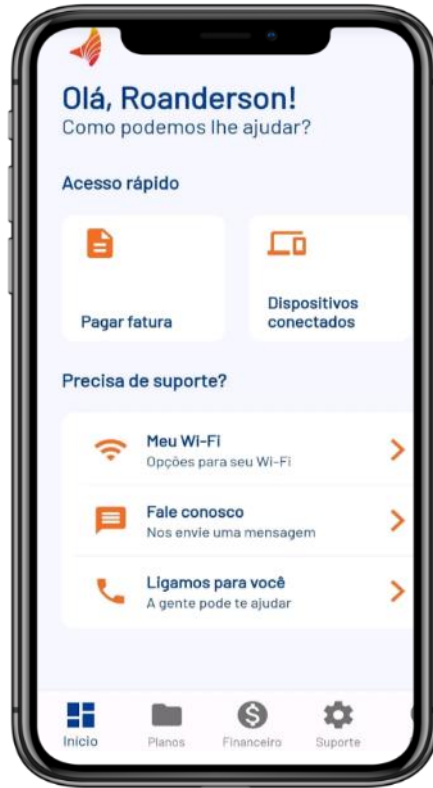 Olá, Roanderson!
Como podemos lhe ajudar?
Acesso rápido
Pagar fatura
Dispositivos
conectados
Precisa de suporte?
Meu Wi-Fi
Opções para seu Wi-Fi
Fale conosco
Nos envie uma mensagem
Ligamos para você
A gente pode te ajudar
Início
Planos
Financeiro
Suporte